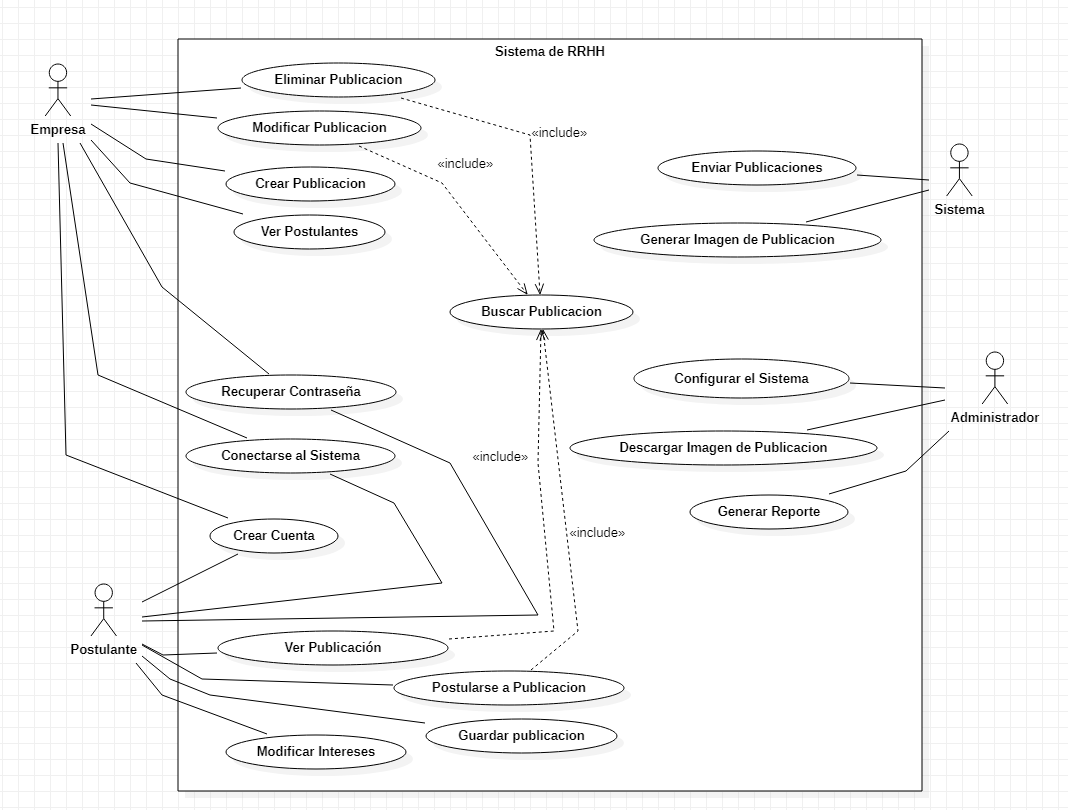 Sistema de RRHH
Eliminar Publicacion
Modificar Publicacion
Empresa
«include»
«include»
Enviar Publicaciones
Crear Publicacion
Sistema
Ver Postulantes
Generar Imagen de Publicacion
Buscar Publicacion
Configurar el Sistema
Recuperar Contraseña
Administrador
Descargar Imagen de Publicacion
Conectarse al Sistema
«include»
Generar Reporte
Crear Cuenta
«include»
Postulante
Ver Publicación
Postularse a Publicacion
Guardar publicacion
Modificar Intereses